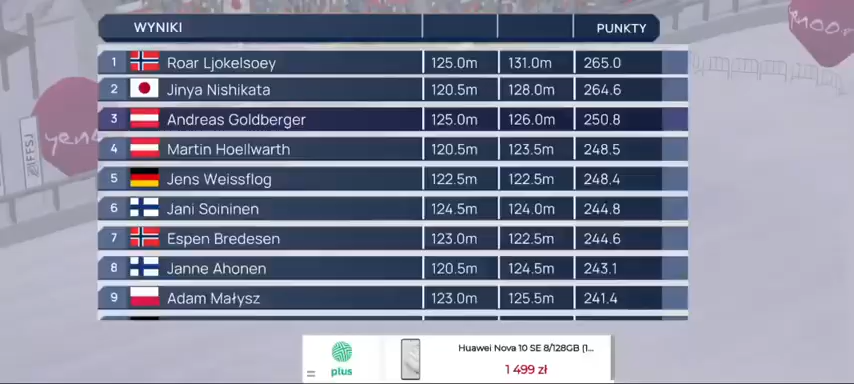 WYNIKI PUNKTY
1 Roar Ljokelsoey 125.0m 131.0m 265.0
2 Jinya Nishikata 120.5m 128.0m 264.6
3 Andreas Goldberger 125.0m 126.0m 250.8
4 Martin Hoellwarth 120.5m 123.5m 248.5
5 Jens Weissflog 122.5m 122.5m 248.4
6 Jani Soininen 124.5m 124.0m 244.8
7 Espen Bredesen 123.0m 122.5m 244.6
8 Janne Ahonen 120.5m 124.5m 243.1
9 Adam Małysz 123.0m 125.5m 241.4
IFFSJ
plus
Huawei Nova 10 SE 8/128GB (1...
1 499 zł